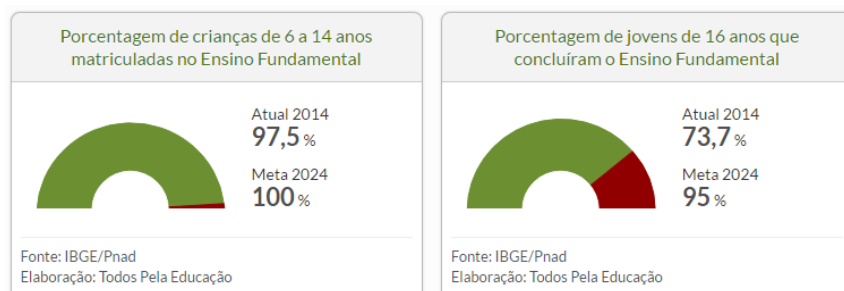 Porcentagem de crianças de 6 a 14 anos
matriculadas no Ensino Fundamental
Atual 2014
97,5 %
Meta 2024
100 %
Fonte: IBGE/Pnad
Elaboração: Todos Pela Educação
Porcentagem de jovens de 16 anos que
concluíram o Ensino Fundamental
Atual 2014
73,7 %
Meta 2024
95 %
Fonte: IBGE/Pnad
Elaboração: Todos Pela Educação